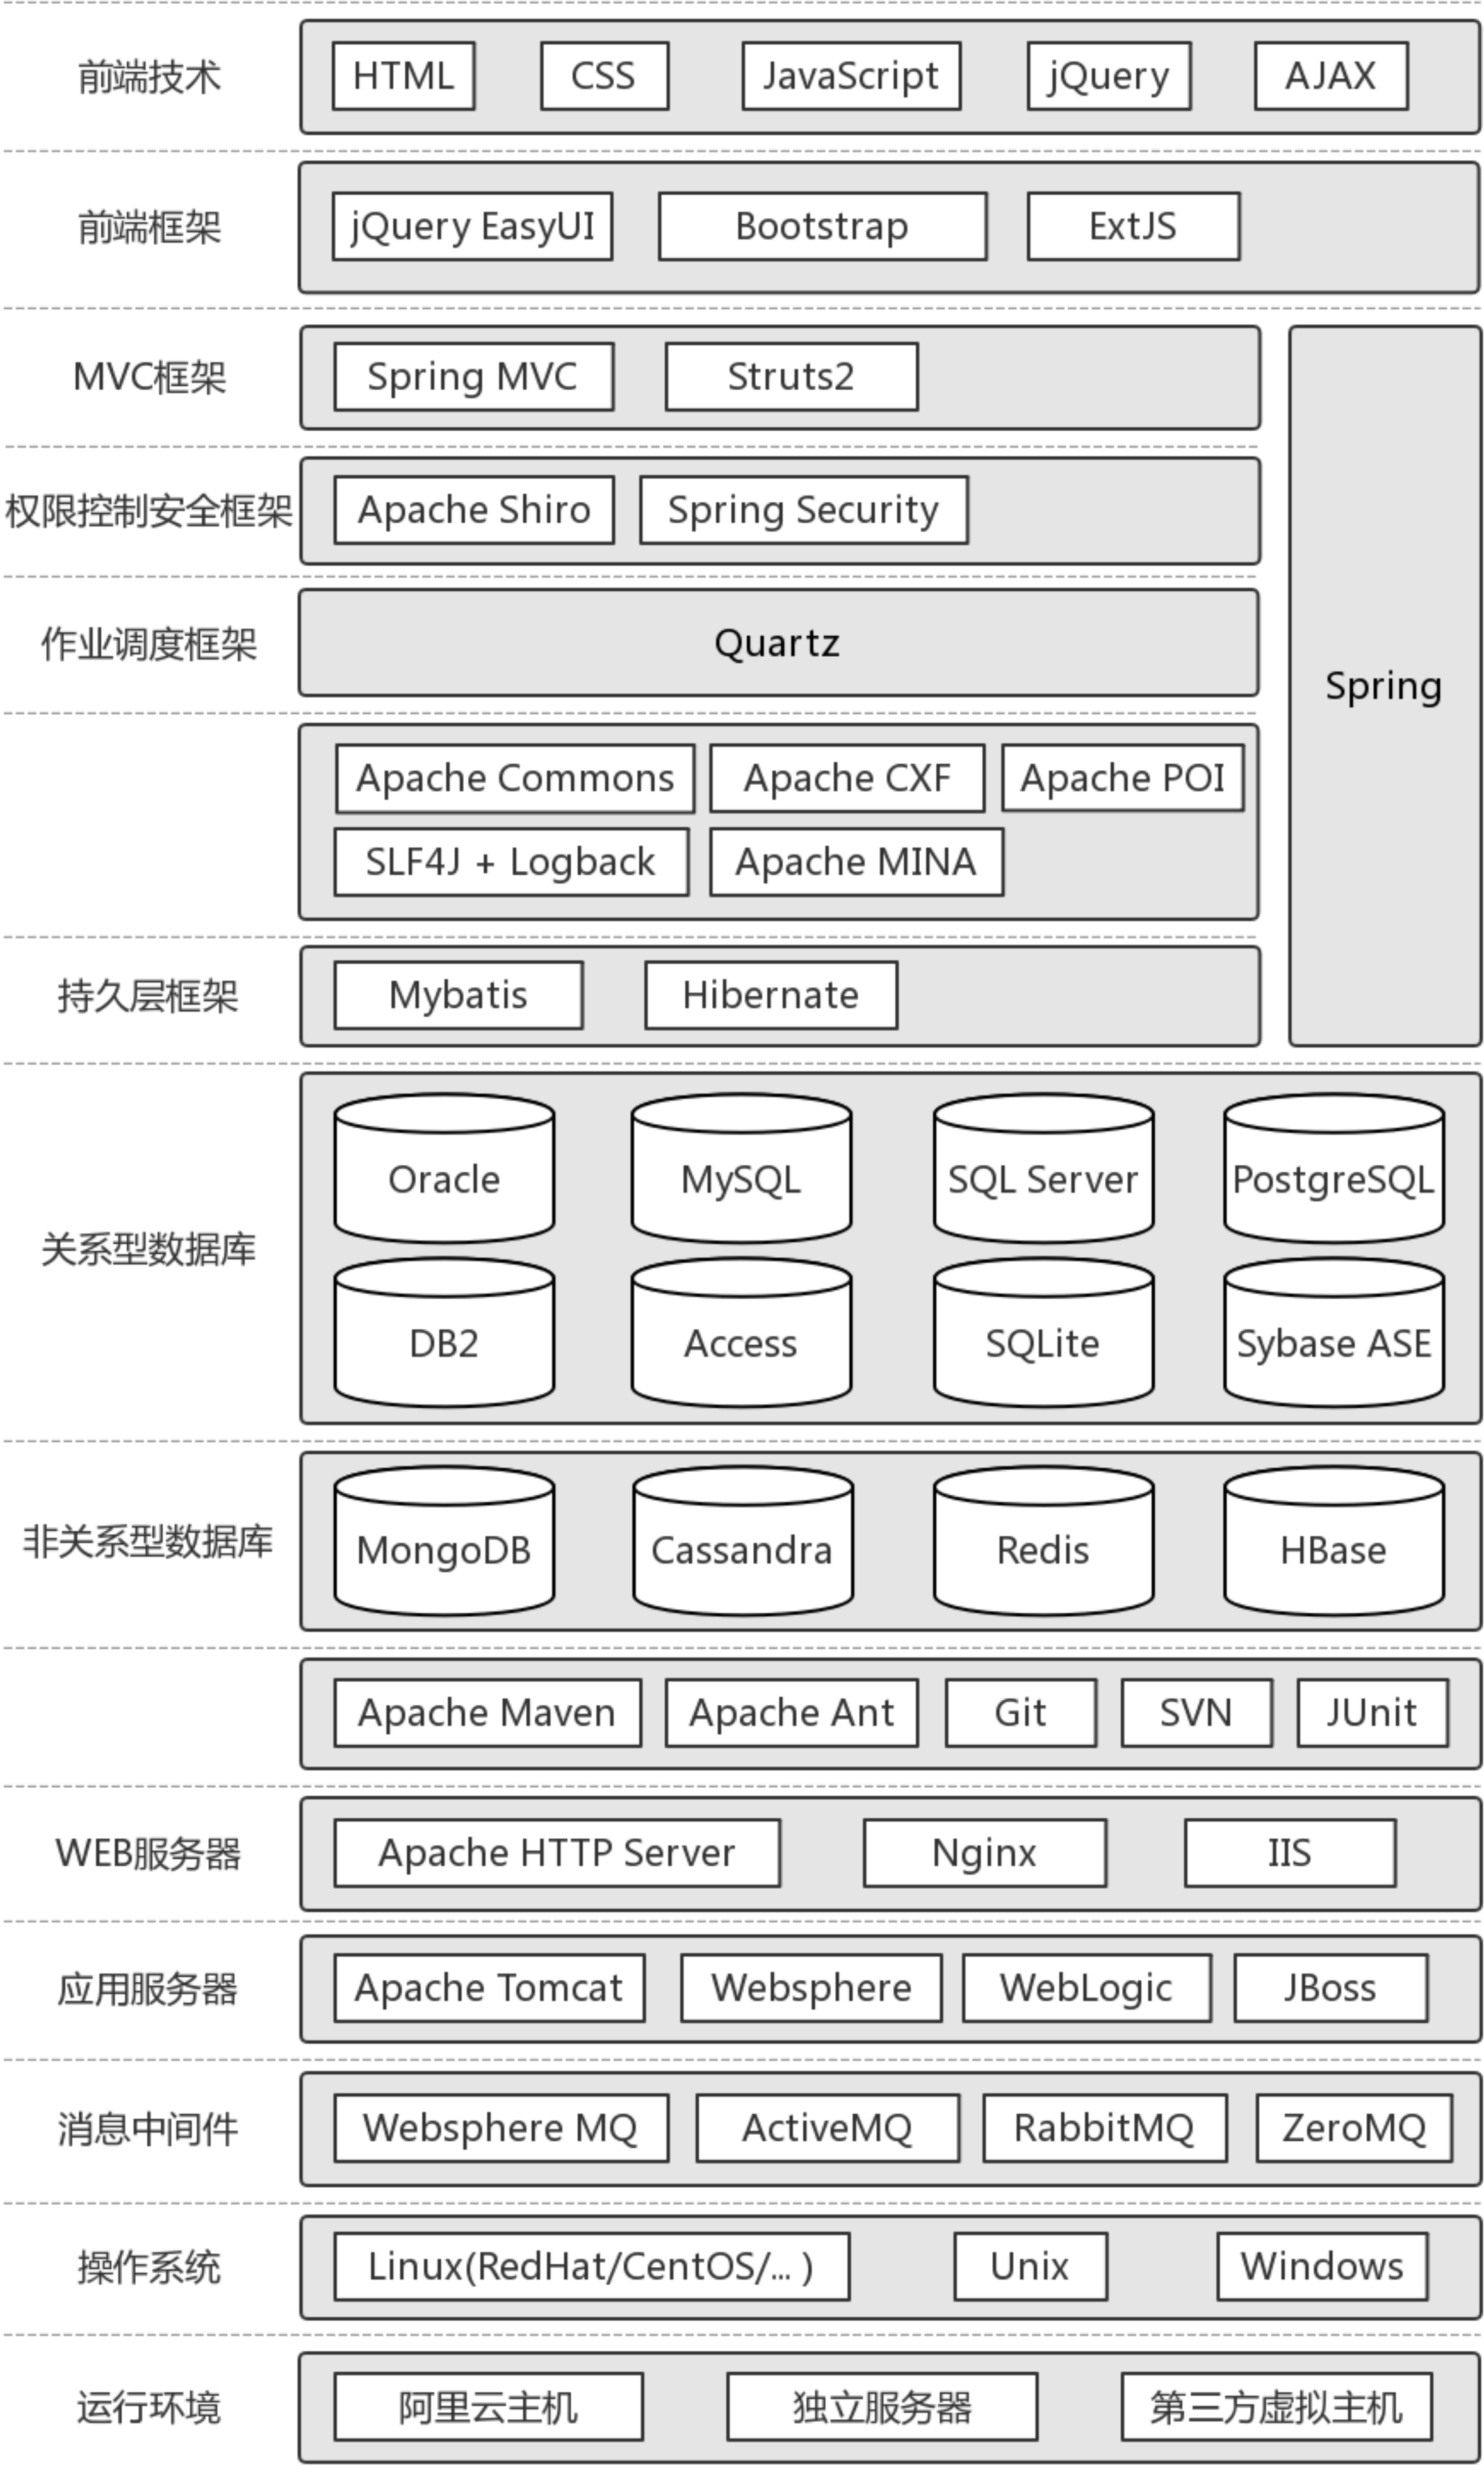 前端技术
HTML CSS JavaScript jQuery AJAX
前端框架
jQuery EasyUI Bootstrap ExtJS
MVC框架
Spring MVC Struts2
权限控制安全框架
Apache Shiro Spring Security
作业调度框架
Quartz
Spring
Apache Commons Apache CXF Apache POI
SLF4J + Logback Apache MINA
持久层框架
Mybatis Hibernate
关系型数据库
Oracle MySQL SQL Server PostgreSQL
DB2 Access SQLite Sybase ASE
非关系型数据库
MongoDB Cassandra Redis HBase
Apache Maven Apache Ant Git SVN JUnit
WEB服务器
Apache HTTP Server Nginx IIS
应用服务器
Apache Tomcat Websphere WebLogic JBoss
消息中间件
Websphere MQ ActiveMQ RabbitMQ ZeroMQ
操作系统
Linux(RedHat/CentOS/... ) Unix Windows
运行环境
阿里云主机 独立服务器 第三方虚拟主机